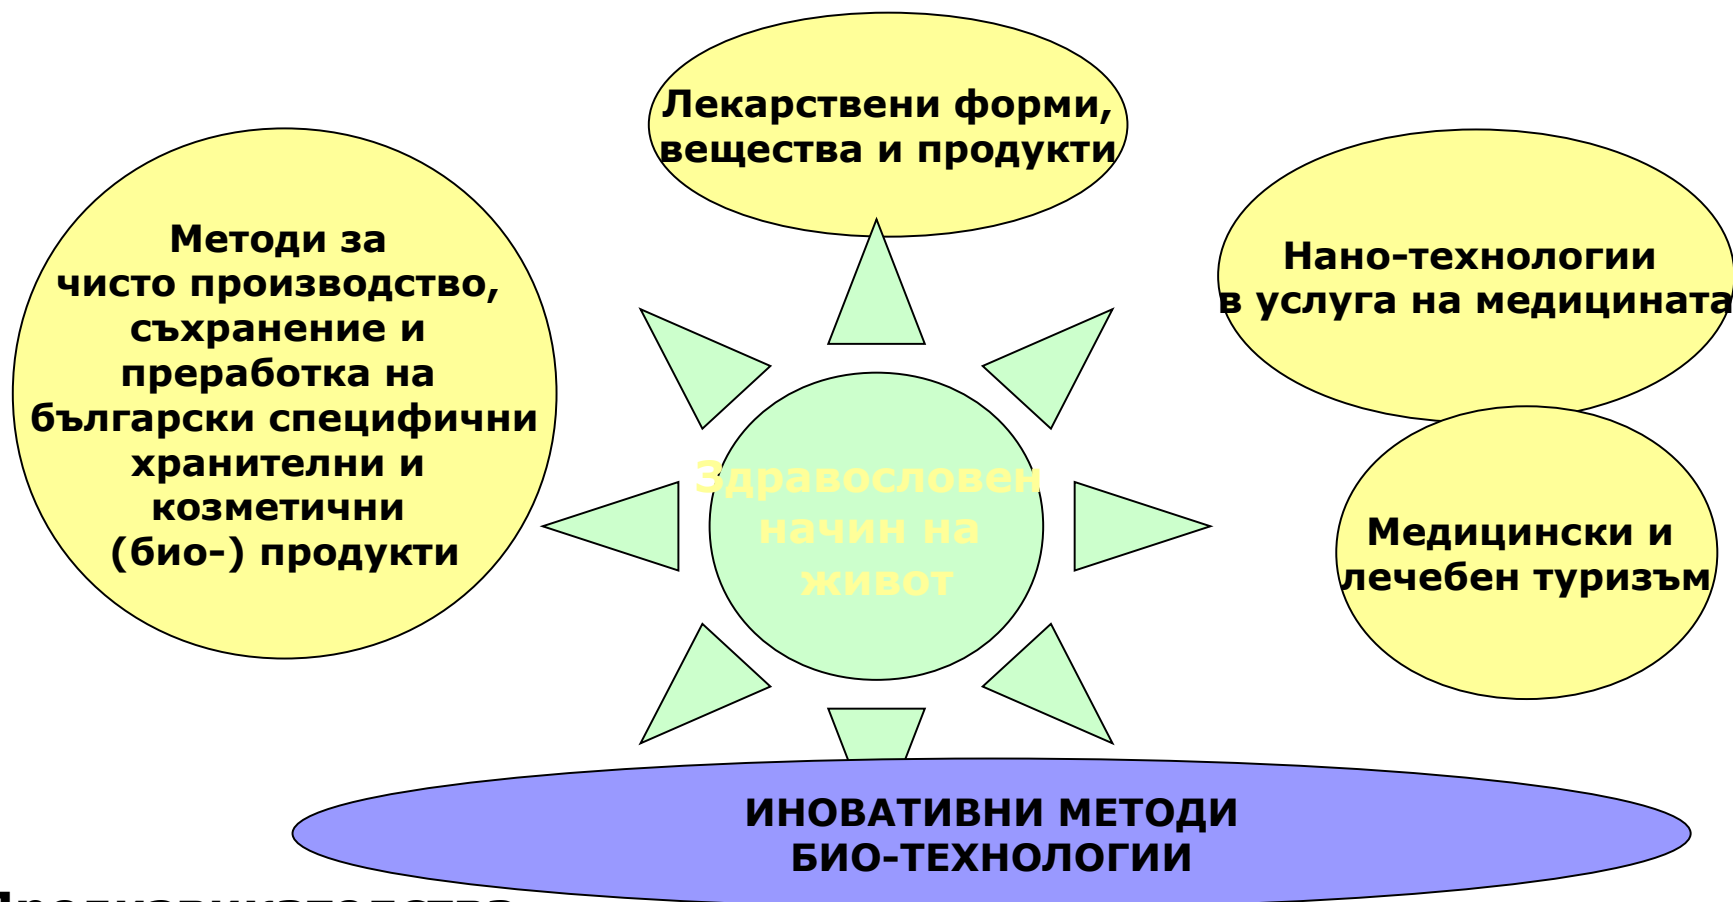 Лекарствени форми,
вещества и продукти
Методи за
чисто производство,
съхранение и
преработка на
български специфични
хранителни и
козметични
(био-) продукти
Нано-технологии
в услуга на медицината
Здравословен
начин на
живот
Медицински и
лечебен туризъм
ИНОВАТИВНИ МЕТОДИ
БИО-ТЕХНОЛОГИИ